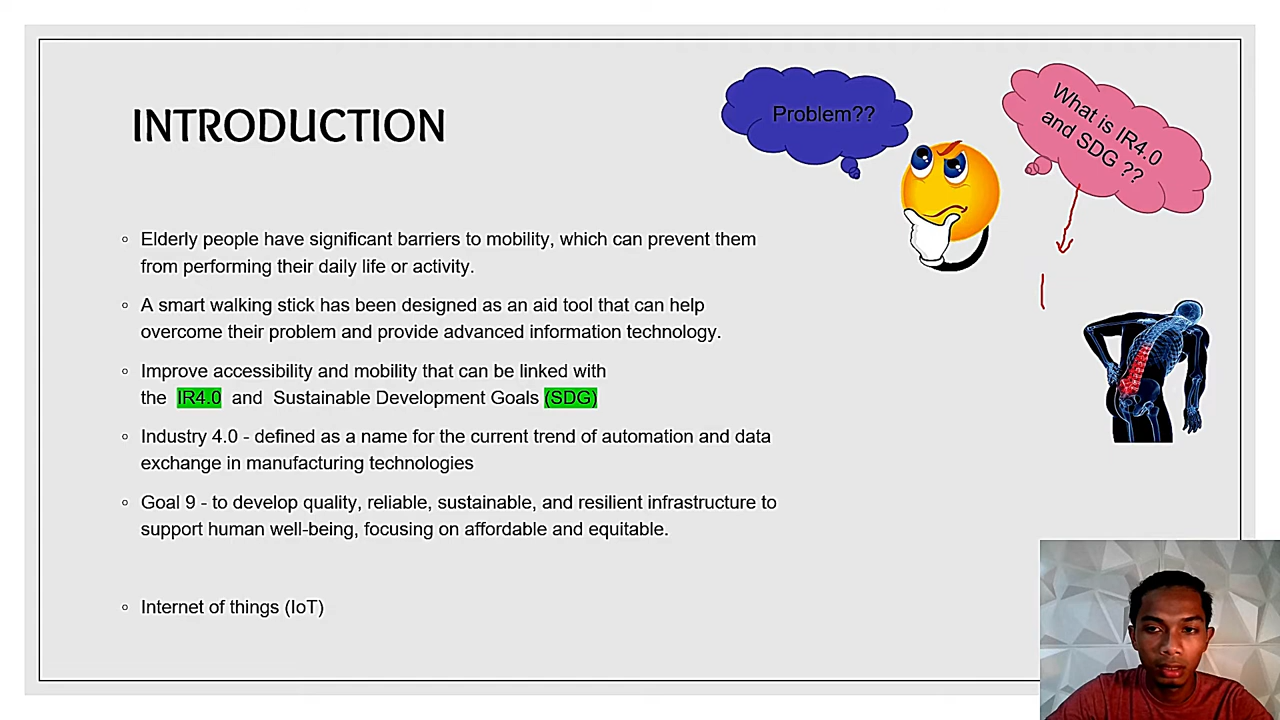 INTRODUCTION
Problem??
What is IR4.0
and SDG ??
Elderly people have significant barriers to mobility, which can prevent them
from performing their daily life or activity.
A smart walking stick has been designed as an aid tool that can help
overcome their problem and provide advanced information technology.
Improve accessibility and mobility that can be linked with
the IR4.0 and Sustainable Development Goals (SDG)
Industry 4.0 - defined as a name for the current trend of automation and data
exchange in manufacturing technologies
Goal 9 - to develop quality, reliable, sustainable, and resilient infrastructure to
support human well-being, focusing on affordable and equitable.
Internet of things (IoT)